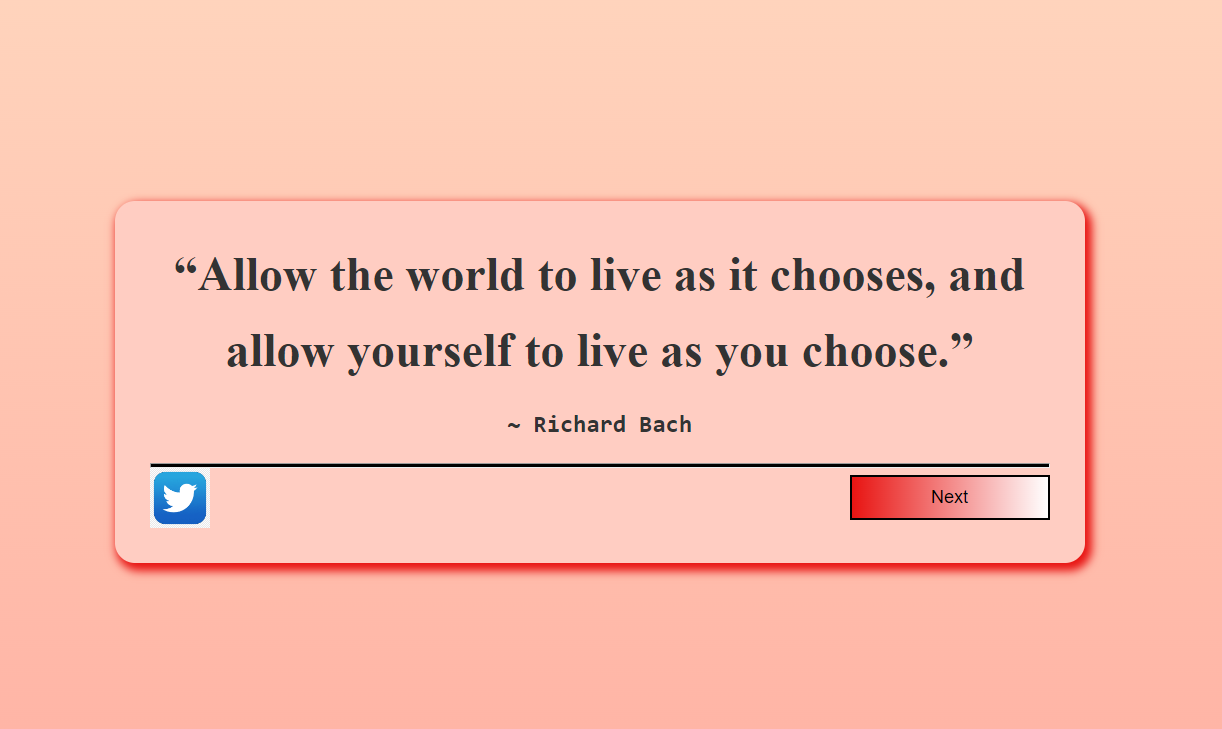 “Allow the world to live as it chooses, and
allow yourself to live as you choose.”
~ Richard Bach
Next